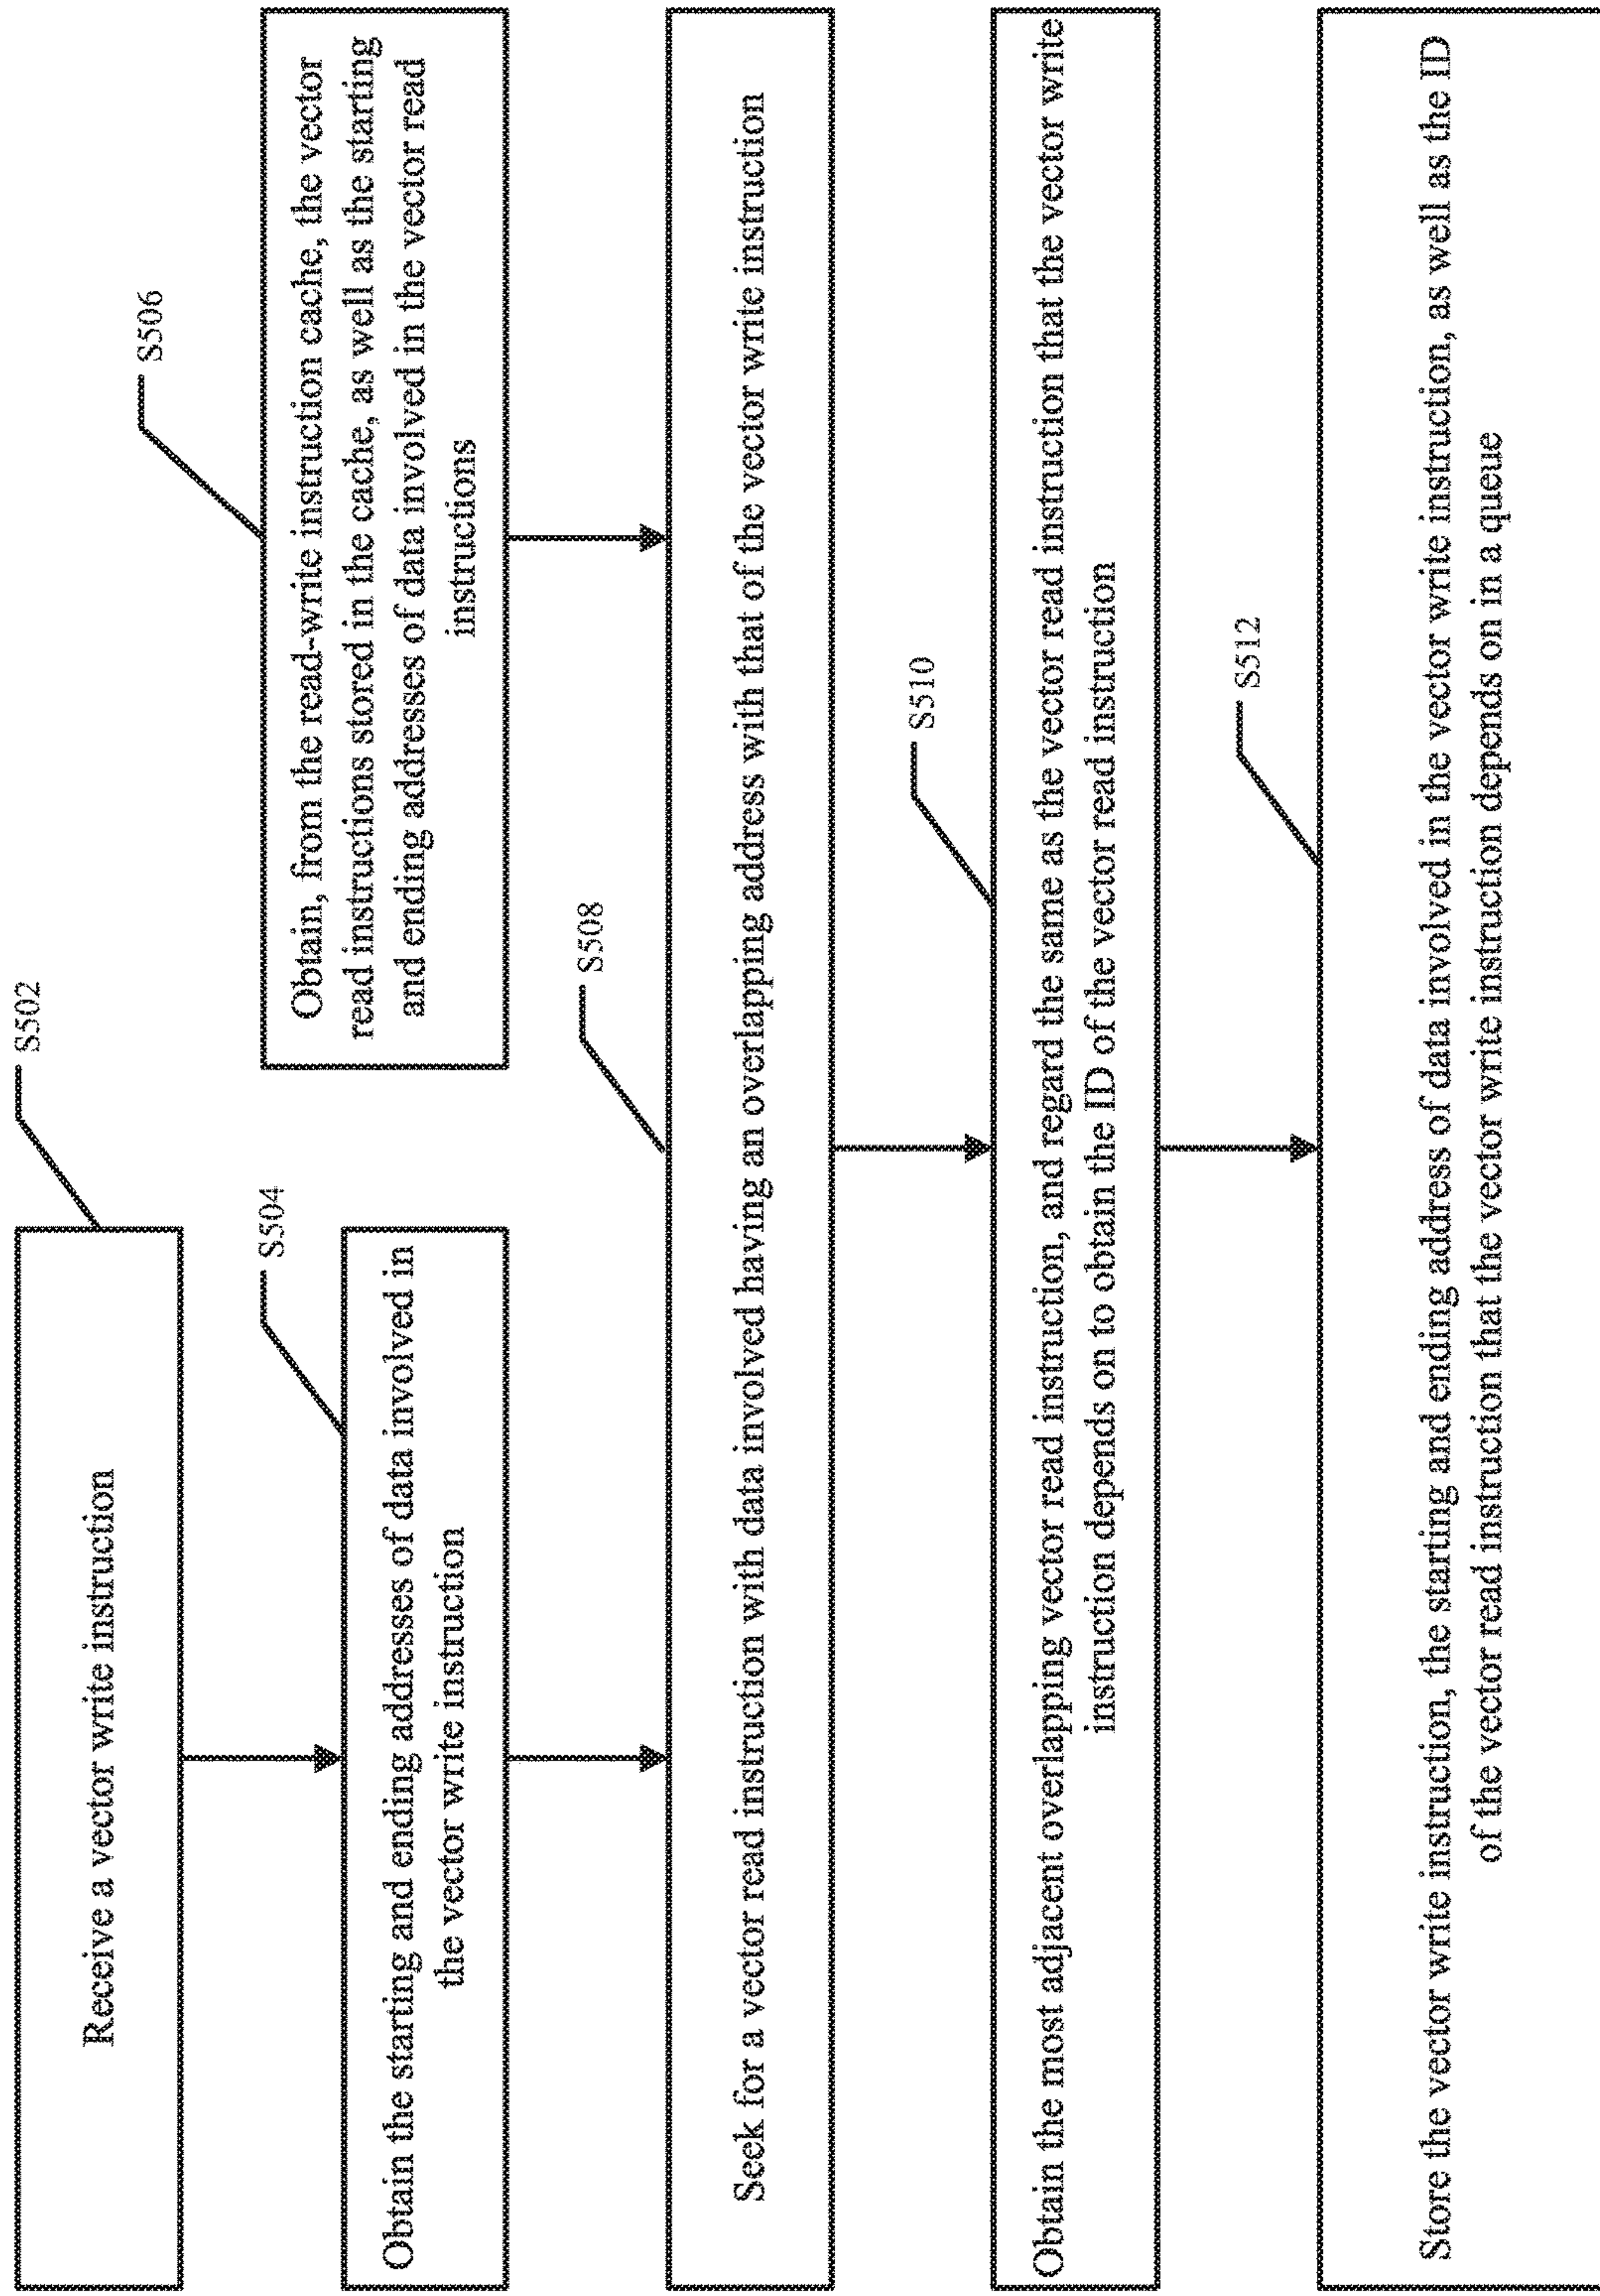 S502
Receive a vector write instruction
S504
Obtain the starting and ending addresses of data involved in
the vector write instruction
S506
Obtain, from the read-write instruction cache, the vector
read instructions stored in the cache, as well as the starting
and ending addresses of data involved in the vector read
instructions
S508
Seek for a vector read instruction with data involved having an overlapping address with that of the vector write instruction
S510
Obtain the most adjacent overlapping vector read instruction, and regard the same as the vector read instruction that the vector write
instruction depends on to obtain the ID of the vector read instruction
S512
Store the vector write instruction, the starting and ending address of data involved in the vector write instruction, as well as the ID
of the vector read instruction that the vector write instruction depends on in a queue